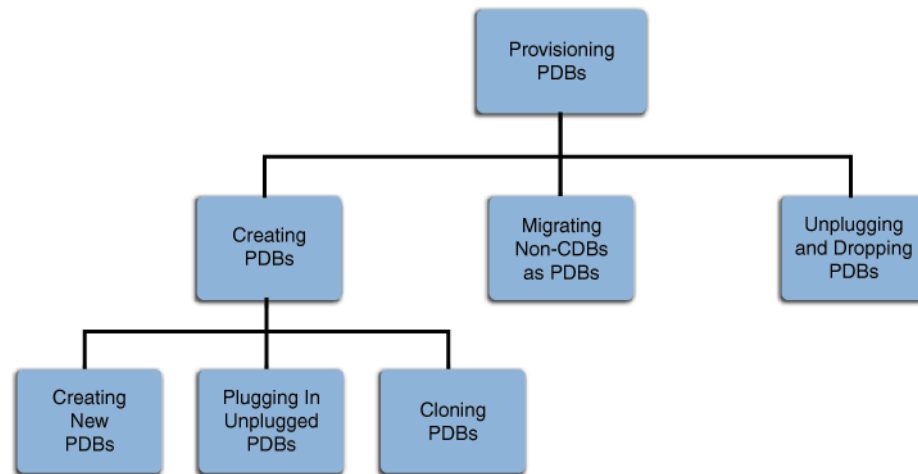 Provisioning
PDBs
Creating
PDBs
Migrating
Non-CDBs
as PDBs
Unplugging
and Dropping
PDBs
Creating
New
PDBs
Plugging In
Unplugged
PDBs
Cloning
PDBs